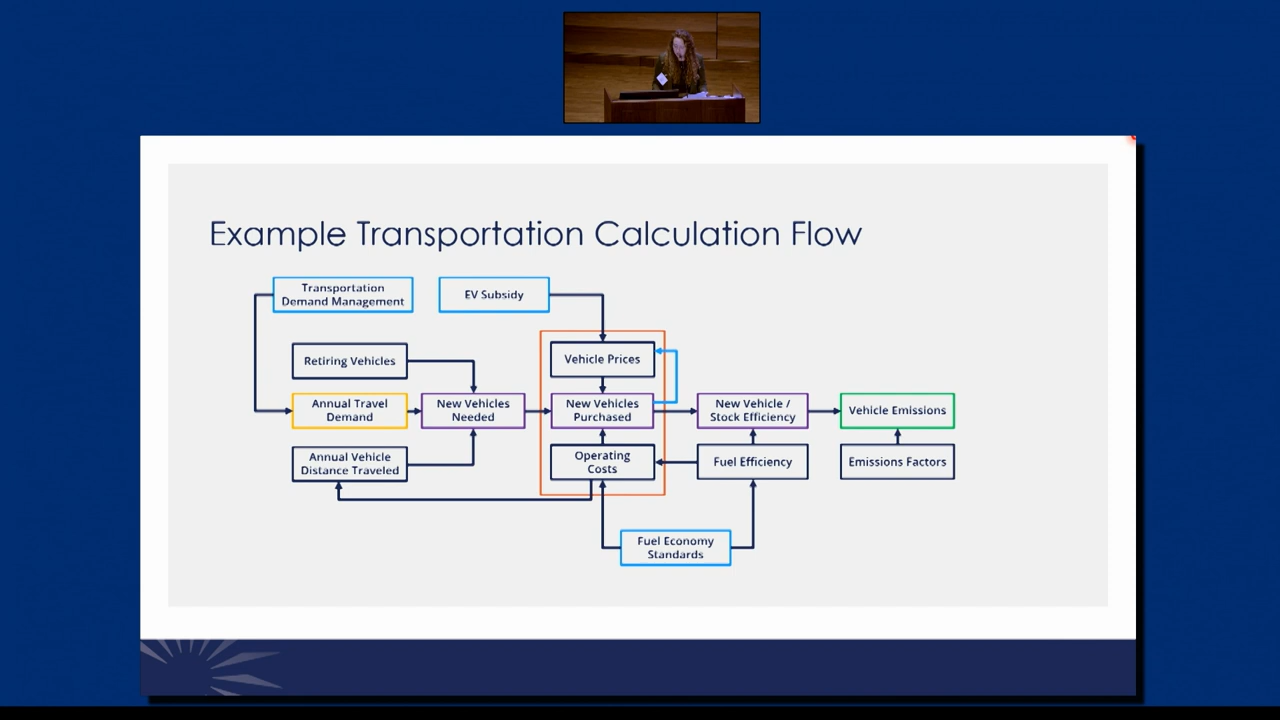 Example Transportation Calculation Flow
Transportation
Demand Management
EV Subsidy
Retiring Vehicles
Vehicle Prices
Annual Travel
Demand
New Vehicles
Needed
New Vehicles
Purchased
New Vehicle /
Stock Efficiency
Vehicle Emissions
Annual Vehicle
Distance Traveled
Operating
Costs
Fuel Efficiency
Emissions Factors
Fuel Economy
Standards